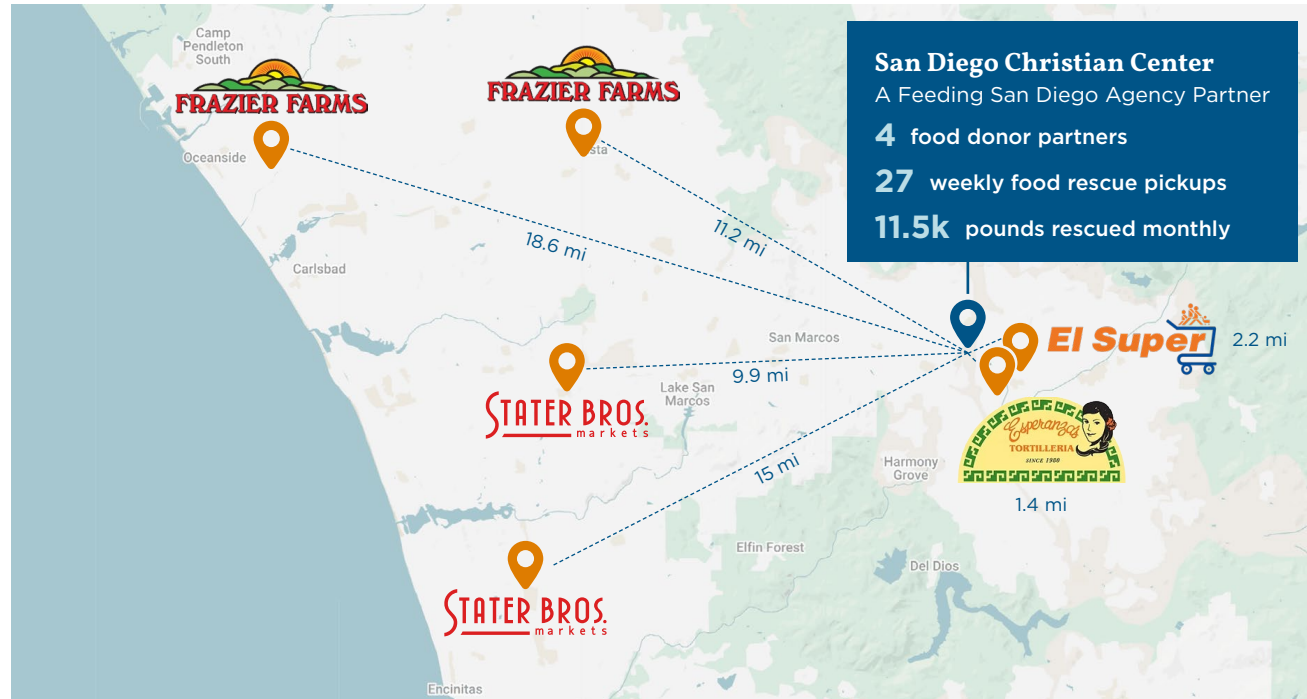 Camp
Pendleton
South
FRAZIER FARMS
FRAZIER FARMS
San Diego Christian Center
A Feeding San Diego Agency Partner
4 food donor partners
27 weekly food rescue pickups
11.5k pounds rescued monthly
Oceanside
sta
11.2 mi
18.6 mi
Carlsbad
San Marcos
El Super
2.2 mi
9.9 mi
Lake San
Marcos
STATER BROS.
markets
Esperanza's
TORTILLERIA
SINCE 1980
15 mi
Harmony
Grove
1.4 mi
Elfin Forest
Del Dios
STATER BROS.
markets
Encinitas